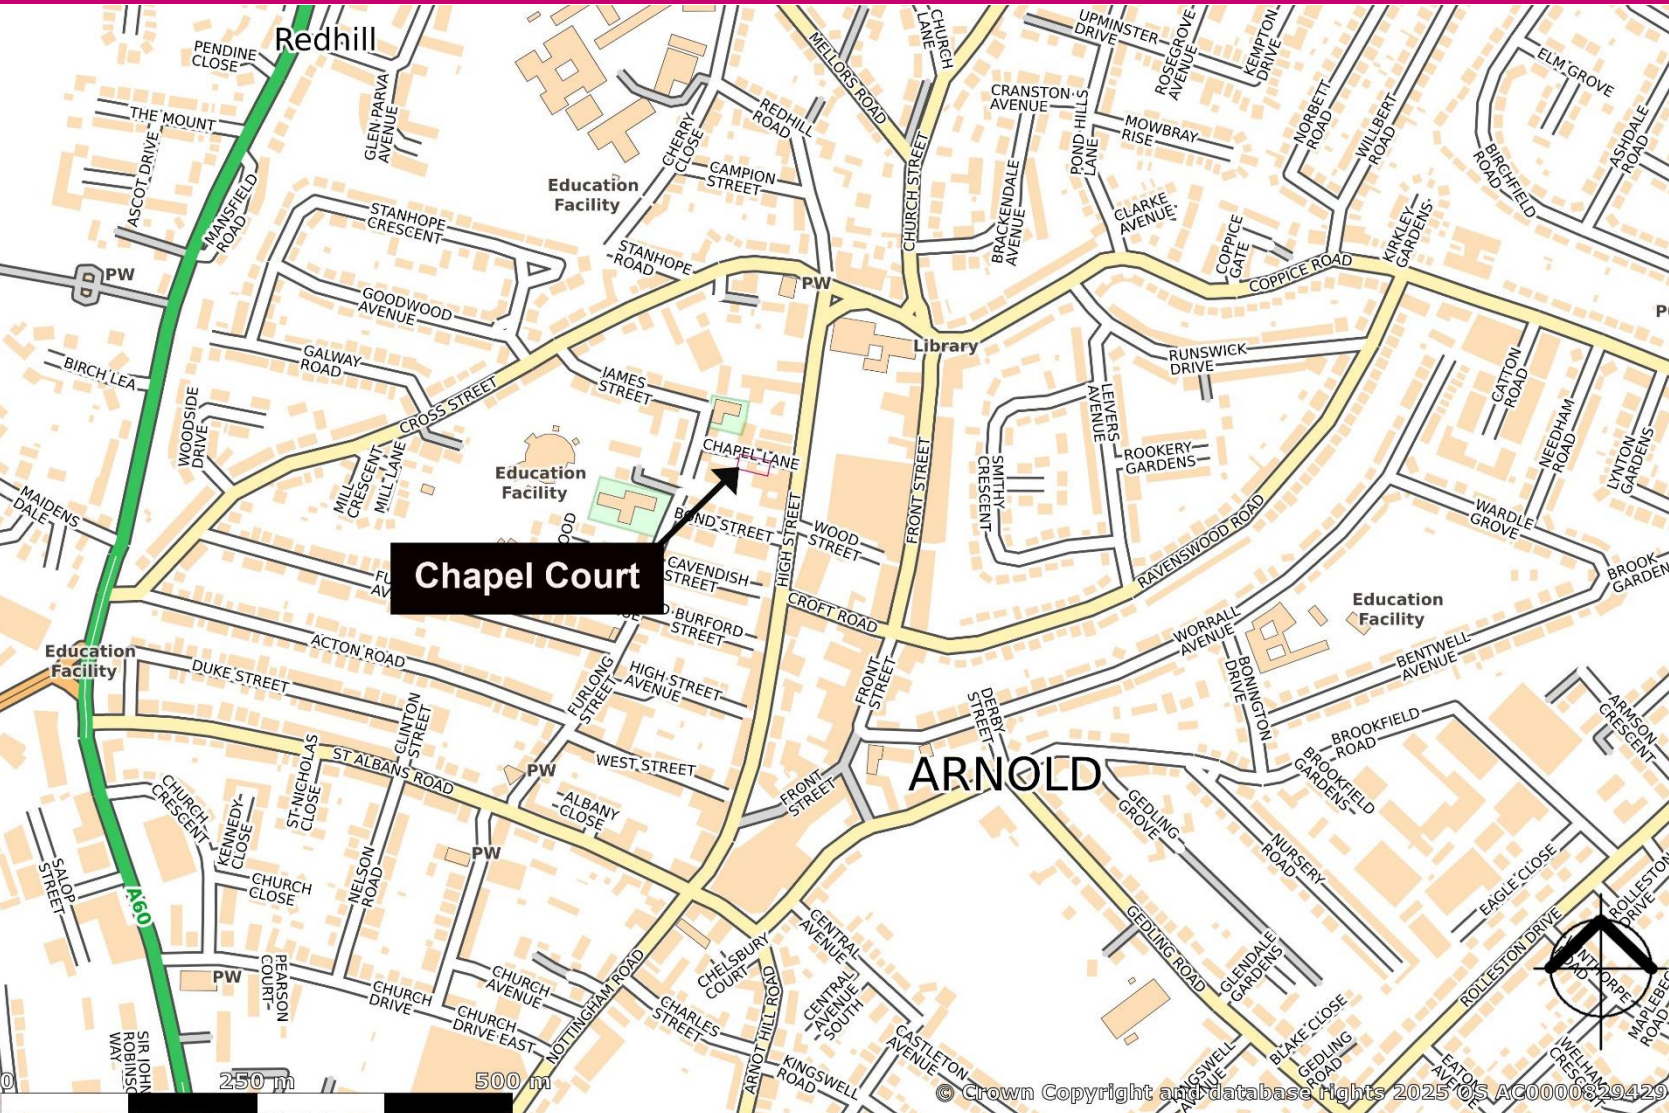 Redhill
PENDINE
CLOSE
THE MOUNT
ASCOT DRIVE
GLEN PARVA
AVENUE
MANSFIELD
ROAD
PW
BIRCH LEA
STANHOPE
CRESCENT
GOODWOOD
AVENUE
GALWAY
ROAD
WOODSIDE
DRIVE
CROSS STREET
MAIDENS
DALE
MILL
CRESCENT
MILL LANE
Education
Facility
CHERRY
CLOSE
REDHILL
ROAD
CAMPION
STREET
STANHOPE
ROAD
PW
MELLORS ROAD
CHURCH
LANE
CHURCH STREET
CRANSTON
AVENUE
BRACKENDALE
AVENUE
UPMINSTER
DRIVE
ROSEGROVE
AVENUE
KEMPTON
DRIVE
POND HILLS
LANE
MOWBRAY
RISE
CLARKE
AVENUE
COPPICE
GATE
COPPICE ROAD
NORBETT
ROAD
WILLBERT
ROAD
KIRKLEY
GARDENS
ELM GROVE
BIRCHFIELD
ROAD
ASHDALE
ROAD
Library
JAMES
STREET
CHAPEL LANE
Education
Facility
BOND STREET
WOOD
STREET
HIGH STREET
FRONT STREET
Chapel Court
CAVENDISH
STREET
BURFORD
STREET
CROFT ROAD
HIGH STREET
AVENUE
FURLONG
STREET
WEST STREET
ALBANY
CLOSE
SMITHY
CRESCENT
LEIVERS
AVENUE
ROOKERY
GARDENS
RUNSWICK
DRIVE
RAVENSWOOD ROAD
CATTON
ROAD
NEEDHAM
ROAD
LYNTON
GARDENS
WARDLE
GROVE
BROOK
GARDEN
WORRALL
AVENUE
Education
Facility
BENTWELL
AVENUE
BONINGTON
DRIVE
BROOKFIELD
ROAD
BROOKFIELD
GARDENS
ARMSON
CRESCENT
FRONT
STREET
DERBY
STREET
ARNOLD
FRONT
STREET
Education
Facility
ACTON ROAD
DUKE STREET
CLINTON
STREET
ST ALBANS ROAD
ST NICHOLAS
CLOSE
CHURCH
CRESCENT
KENNEDY
CLOSE
CHURCH
CLOSE
NELSON
ROAD
PW
PW
SALOP
STREET
A60
PW
PEARSON
COURT
SIR JOHN
ROBINSON
WAY
CHURCH
DRIVE
CHURCH
DRIVE EAST
CHURCH
AVENUE
NOTTINGHAM ROAD
CHARLES
STREET
CHELSBURY
COURT
ARNOT HILL ROAD
CENTRAL
AVENUE
CENTRAL
AVENUE
SOUTH
CASTLETON
AVENUE
KINGSWELL
ROAD
KINGSWELL
AVENUE
GEDLING
GROVE
NURSERY
ROAD
GEDLING ROAD
GLENDALE
GARDENS
BLAKE CLOSE
GEDLING
ROAD
EAGLE CLOSE
ROLLESTON DRIVE
ROLLESTON
DRIVE
EATON
AVENUE
0
250 m
500 m
© Crown Copyright and database rights 2025 OS AC0000829429